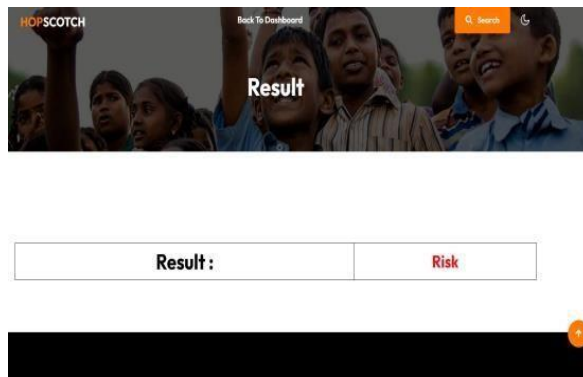 HOPSCOTCH
Back To Dashboard
Search
Result
Result :
Risk